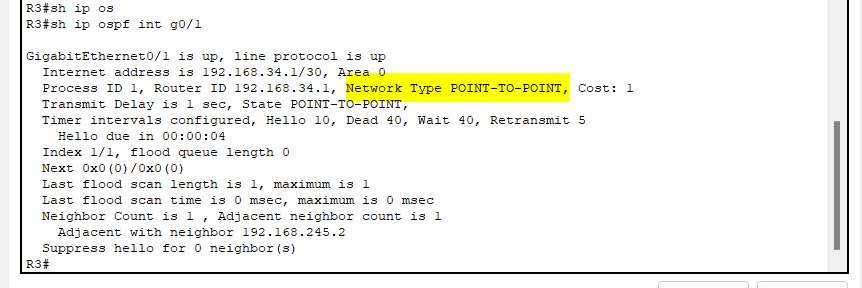 R3#sh ip os
R3#sh ip ospf int g0/1
GigabitEthernet0/1 is up, line protocol is up
Internet address is 192.168.34.1/30, Area 0
Process ID 1, Router ID 192.168.34.1, Network Type POINT-TO-POINT, Cost: 1
Transmit Delay is 1 sec, State POINT-TO-POINT,
Timer intervals configured, Hello 10, Dead 40, Wait 40, Retransmit 5
Hello due in 00:00:04
Index 1/1, flood queue length 0
Next 0x0(0)/0x0(0)
Last flood scan length is 1, maximum is 1
Last flood scan time is 0 msec, maximum is 0 msec
Neighbor Count is 1 , Adjacent neighbor count is 1
Adjacent with neighbor 192.168.245.2
Suppress hello for 0 neighbor(s)
R3#